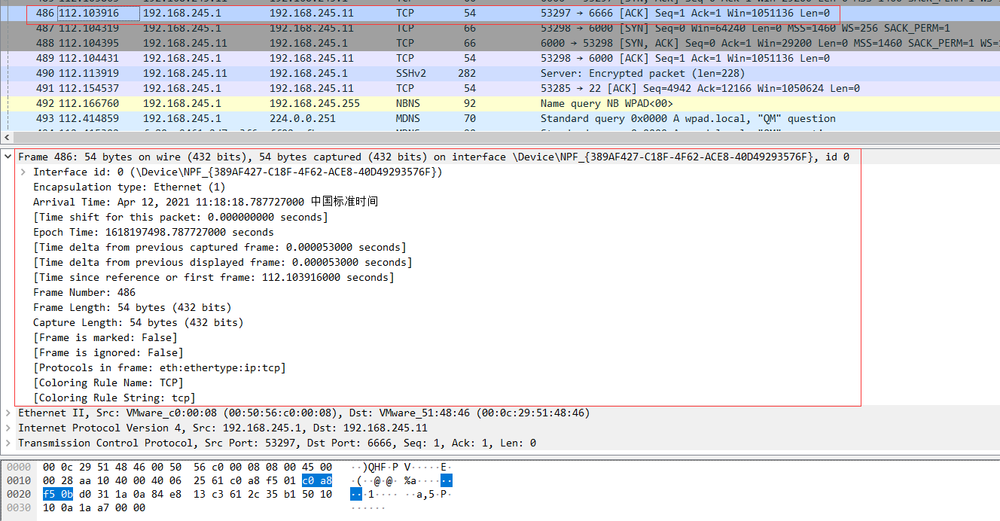 486 112.103916 192.168.245.1 192.168.245.11 TCP 54 53297 → 6666 [ACK] Seq=1 Ack=1 Win=1051136 Len=0
487 112.104319 192.168.245.1 192.168.245.11 TCP 66 53298 → 6000 [SYN] Seq=0 Win=64240 Len=0 MSS=1460 WS=256 SACK_PERM=1
488 112.104395 192.168.245.11 192.168.245.1 TCP 66 6000 → 53298 [SYN, ACK] Seq=0 Ack=1 Win=29200 Len=0 MSS=1460 SACK_PERM=1 WS=
489 112.104431 192.168.245.1 192.168.245.11 TCP 54 53298 → 6000 [ACK] Seq=1 Ack=1 Win=1051136 Len=0
490 112.113919 192.168.245.11 192.168.245.1 SSHv2 282 Server: Encrypted packet (len=228)
491 112.154537 192.168.245.1 192.168.245.11 TCP 54 53285 → 22 [ACK] Seq=4942 Ack=12166 Win=1050624 Len=0
492 112.166760 192.168.245.1 192.168.245.255 NBNS 92 Name query NB WPAD<00>
493 112.414859 192.168.245.1 224.0.0.251 MDNS 70 Standard query 0x0000 A wpad.local, "QM" question
Frame 486: 54 bytes on wire (432 bits), 54 bytes captured (432 bits) on interface \Device\NPF_{389AF427-C18F-4F62-ACE8-40D49293576F}, id 0
Interface id: 0 (\Device\NPF_{389AF427-C18F-4F62-ACE8-40D49293576F})
Encapsulation type: Ethernet (1)
Arrival Time: Apr 12, 2021 11:18:18.787727000 中国标准时间
[Time shift for this packet: 0.000000000 seconds]
Epoch Time: 1618197498.787727000 seconds
[Time delta from previous captured frame: 0.000053000 seconds]
[Time delta from previous displayed frame: 0.000053000 seconds]
[Time since reference or first frame: 112.103916000 seconds]
Frame Number: 486
Frame Length: 54 bytes (432 bits)
Capture Length: 54 bytes (432 bits)
[Frame is marked: False]
[Frame is ignored: False]
[Protocols in frame: eth:ethertype:ip:tcp]
[Coloring Rule Name: TCP]
[Coloring Rule String: tcp]
Ethernet II, Src: VMware_c0:00:08 (00:50:56:c0:00:08), Dst: VMware_51:48:46 (00:0c:29:51:48:46)
Internet Protocol Version 4, Src: 192.168.245.1, Dst: 192.168.245.11
Transmission Control Protocol, Src Port: 53297, Dst Port: 6666, Seq: 1, Ack: 1, Len: 0
0000 00 0c 29 51 48 46 00 50 56 c0 00 08 08 00 45 00 ··)QHF·P V·····E·
0010 00 28 aa 10 40 00 40 06 25 61 c0 a8 f5 01 c0 a8 ·(··@·@· %a······
0020 f5 0b d0 31 1a 0a 84 e8 13 c3 61 2c 35 b1 50 10 ···1···· ··a,5·P·
0030 10 0a 1a a7 00 00 ······